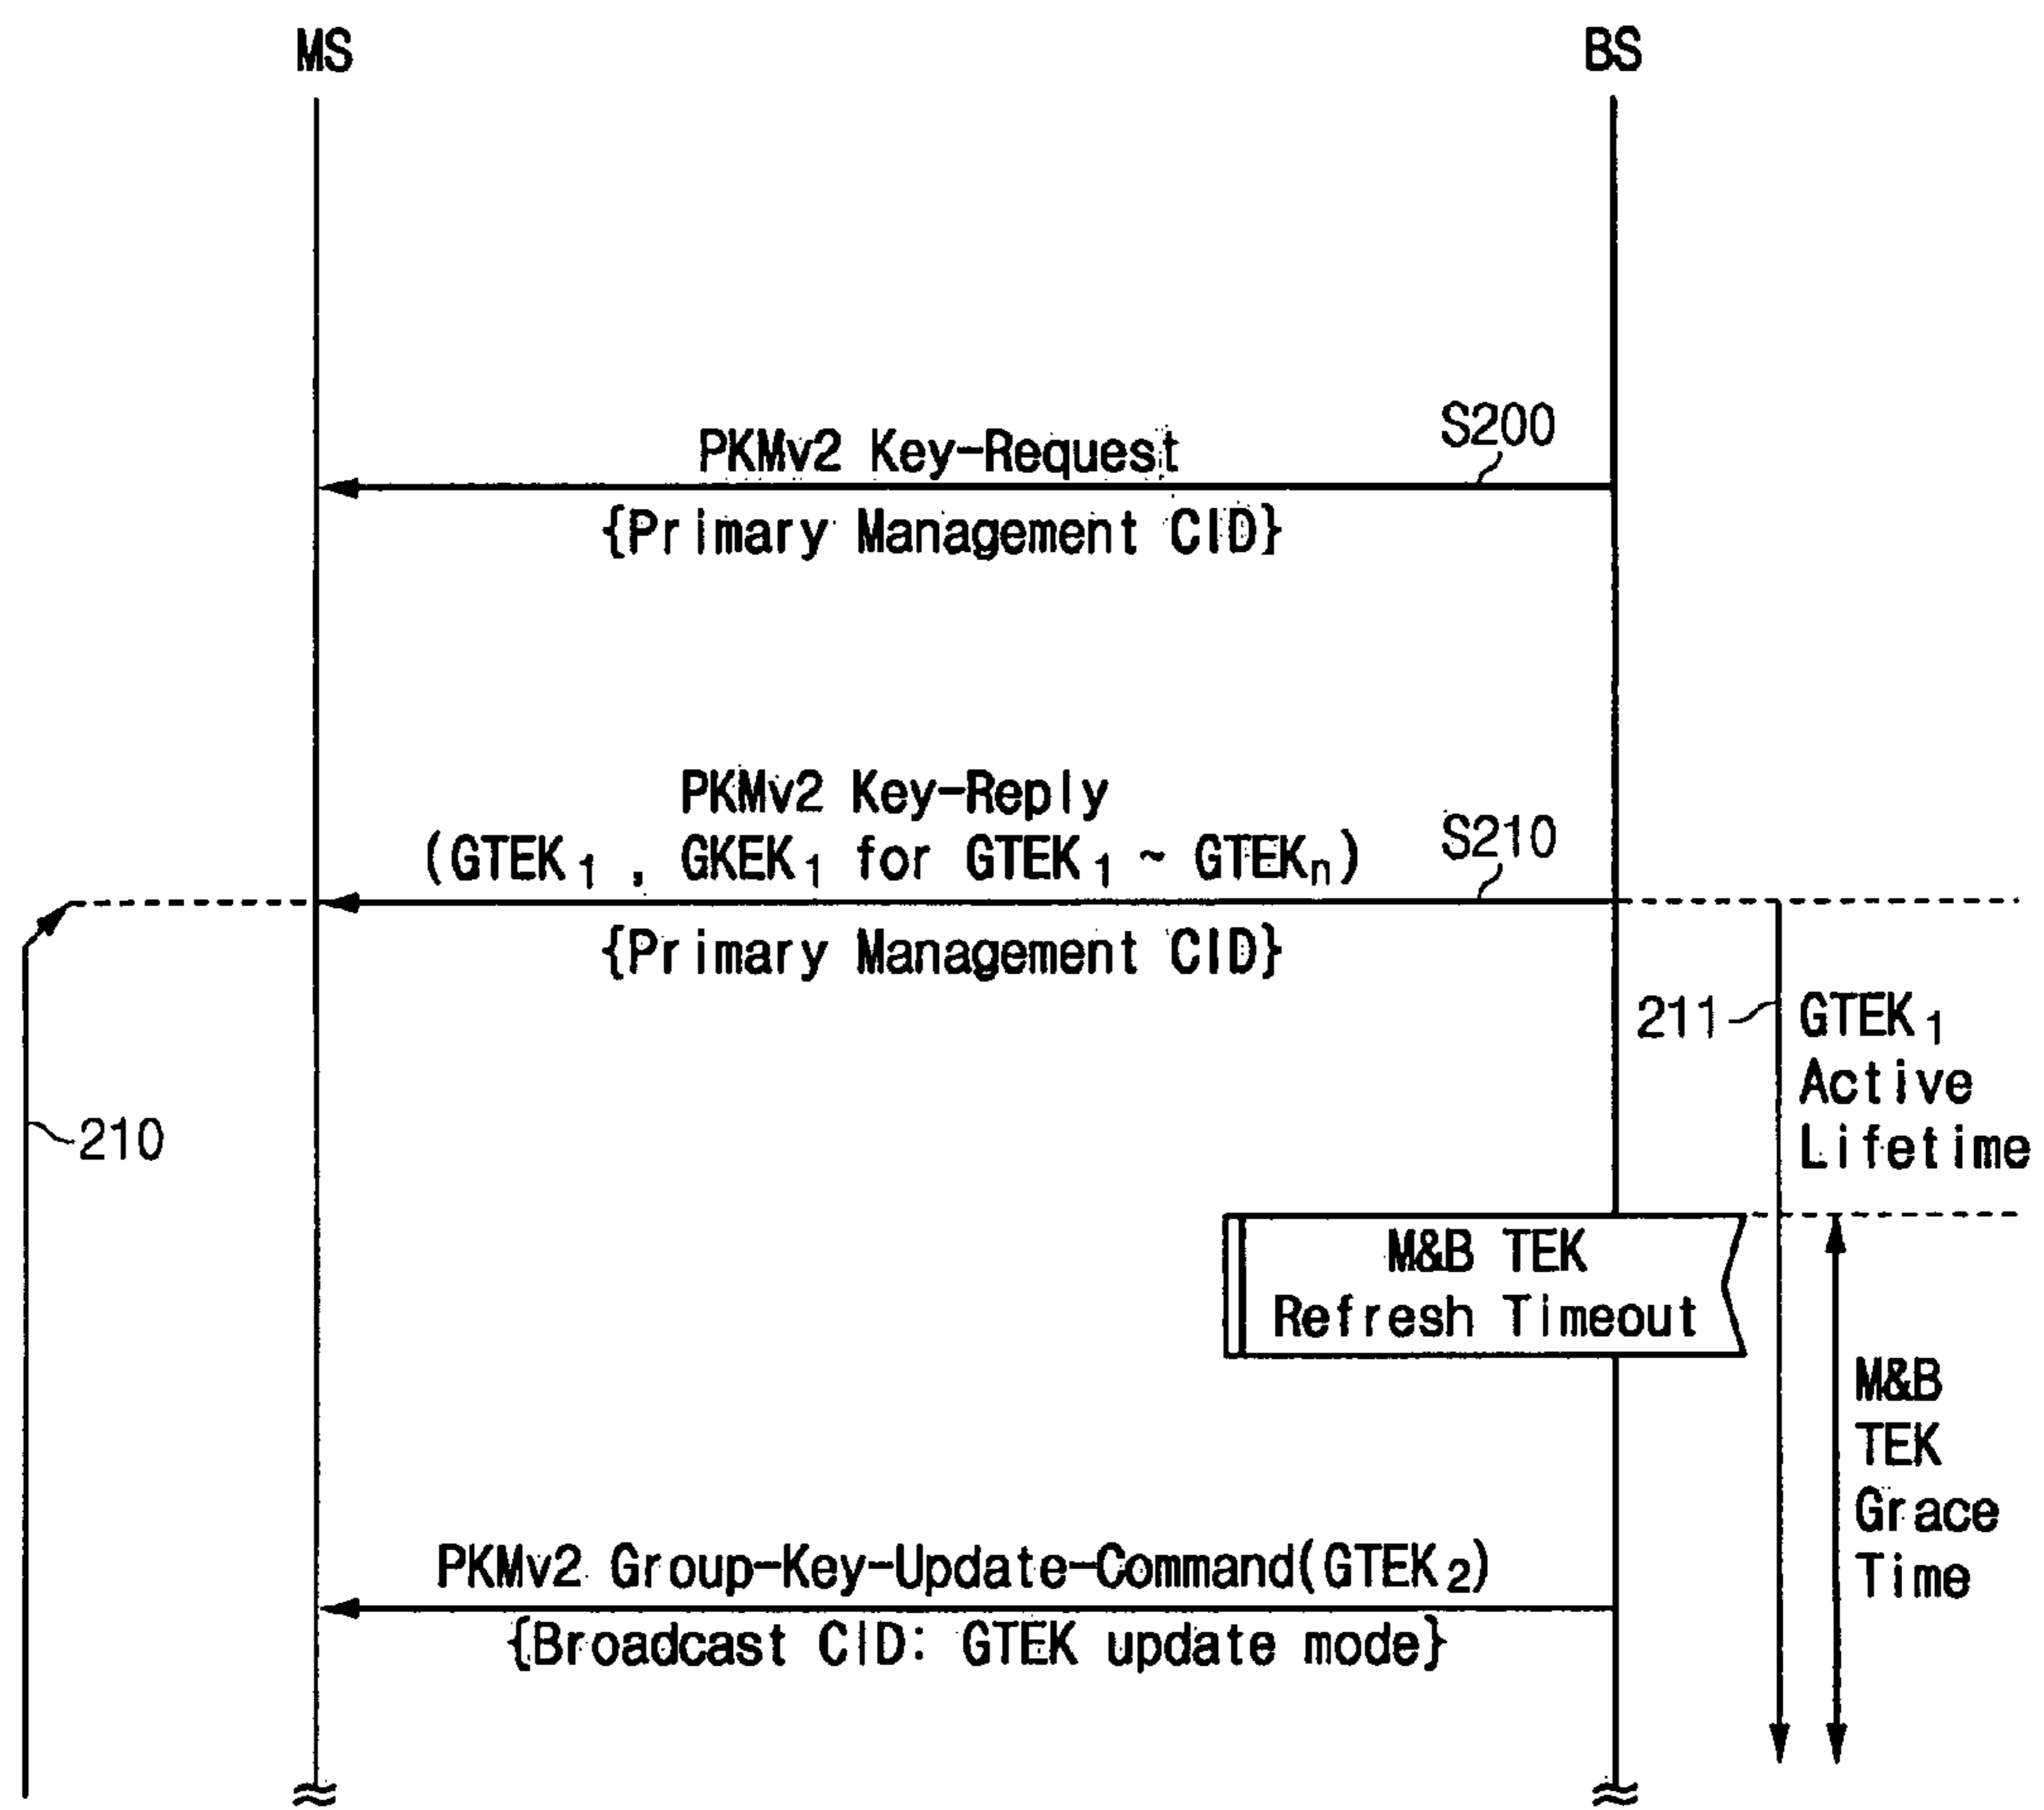 MS
BS
S200
PKMv2 Key-Request
{Primary Management CID}
PKMv2 Key-Reply
(GTEK1 , GKEK1 for GTEK1 ~ GTEKn)
S210
{Primary Management CID}
211
GTEK1
Active
Lifetime
210
M&B TEK
Refresh Timeout
M&B
TEK
Grace
Time
PKMv2 Group-Key-Update-Command(GTEK2)
{Broadcast CID: GTEK update mode}